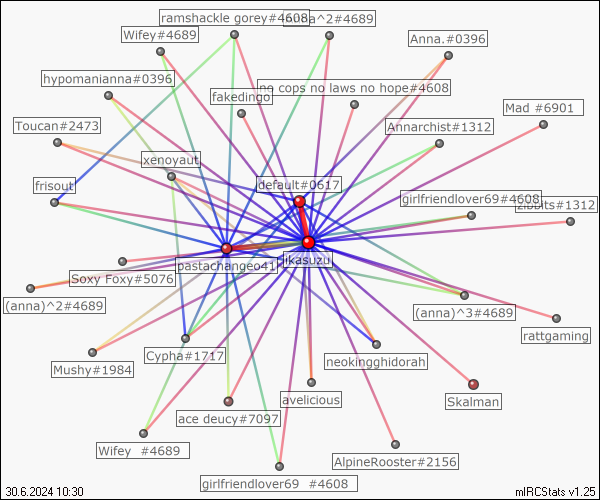 ramshackle gorey#4608
Wifey#4689
Anna.#0396
hypomanianna#0396
no cops no laws no hope#4608
fakedingo
Mad #6901
Toucan#2473
Annarchist#1312
xenoyaut
frisout
default#0617
girlfriendlover69#4608
zibbits#1312
pastachangeo41
likasuzu
Soxy Foxy#5076
(anna)^2#4689
(anna)^3#4689
rattgaming
Cypha#1717
neokingghidorah
Mushy#1984
avelicious
Skalman
ace deucy#7097
Wifey #4689
AlpineRooster#2156
girlfriendlover69 #4608
30.6.2024 10:30
mIRCStats v1.25